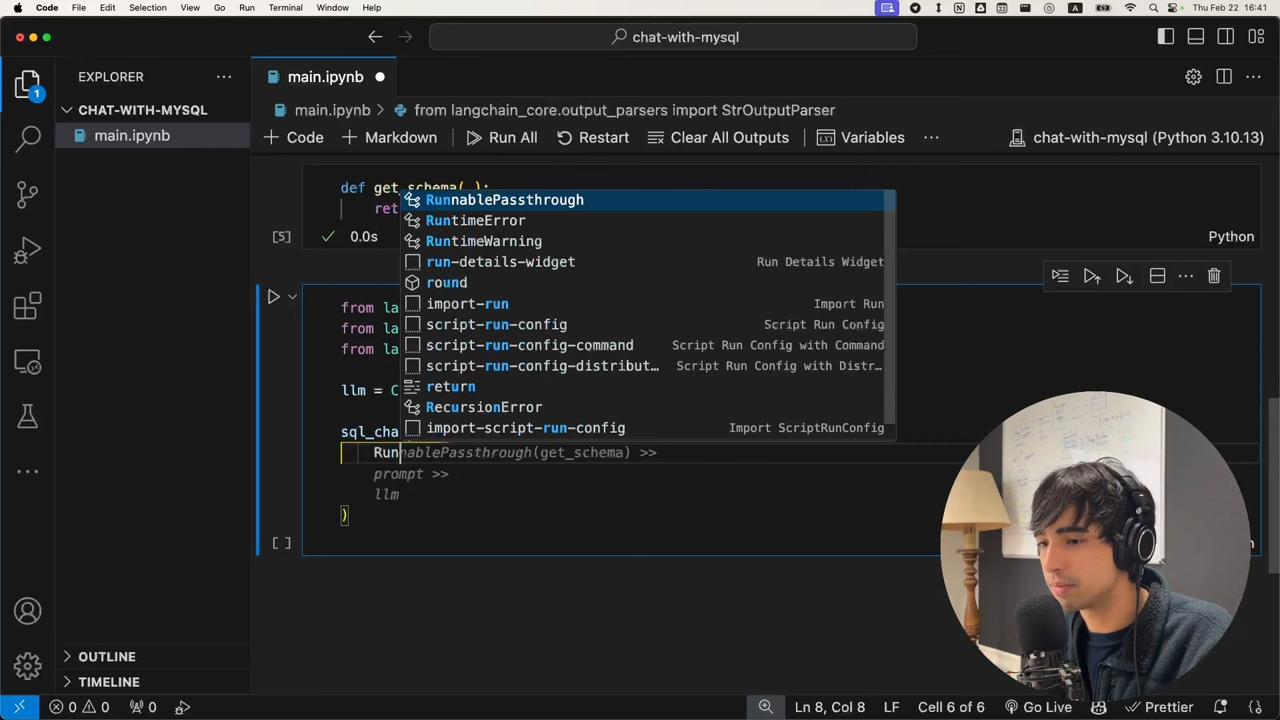 Code File Edit Selection View Go Run Terminal Window Help Thu Feb 22 16:41
chat-with-mysql
EXPLORER
main.ipynb
CHAT-WITH-MYSQL
main.ipynb > from langchain_core.output_parsers import StrOutputParser
main.ipynb
Code Markdown Run All Restart Clear All Outputs Variables chat-with-mysql (Python 3.10.13)
def get_schema(_):
ret
[5] 0.0s Python
RunnablePassthrough
RuntimeError
RuntimeWarning
run-details-widget Run Details Widget
round
import-run Import Run
script-run-config Script Run Config
script-run-config-command Script Run Config with Command
script-run-config-distribut… Script Run Config with Distr…
return
RecursionError
import-script-run-config Import ScriptRunConfig
from la
from la
from la
llm = C
sql_cha
RunnablePassthrough(get_schema) >>
prompt >>
llm
)
[ ]
OUTLINE
TIMELINE
0 0 0 Ln 8, Col 8 LF Cell 6 of 6 Go Live Prettier
1